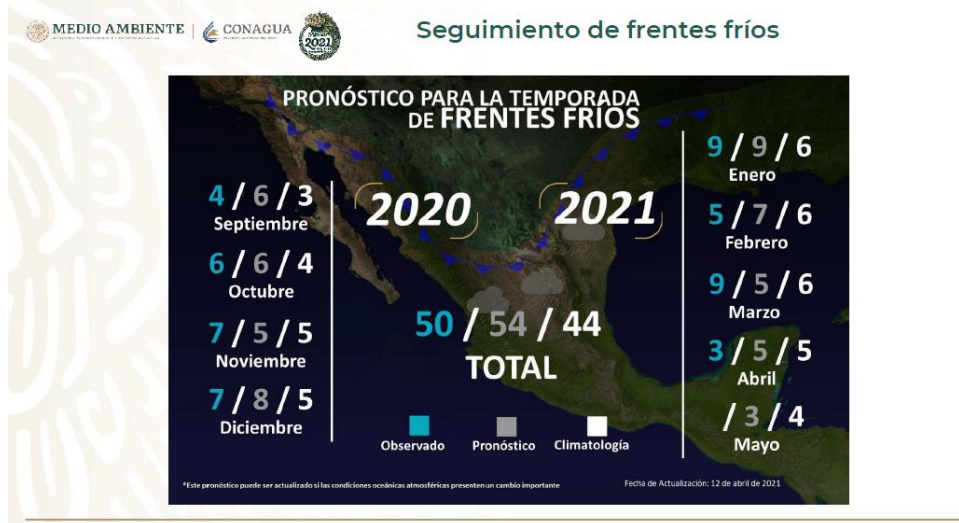 MEDIO AMBIENTE
CONAGUA
2021
Seguimiento de frentes fríos
PRONÓSTICO PARA LA TEMPORADA
DE FRENTES FRÍOS
2020
2021
4 / 6 / 3
Septiembre
6 / 6 / 4
Octubre
7 / 5 / 5
Noviembre
7 / 8 / 5
Diciembre
50 / 54 / 44
TOTAL
Observado
Pronóstico
Climatología
9 / 9 / 6
Enero
5 / 7 / 6
Febrero
9 / 5 / 6
Marzo
3 / 5 / 5
Abril
/ 3 / 4
Mayo
*Este pronóstico puede ser actualizado si las condiciones oceánicas atmosféricas presenten un cambio importante
Fecha de Actualización: 12 de abril de 2021